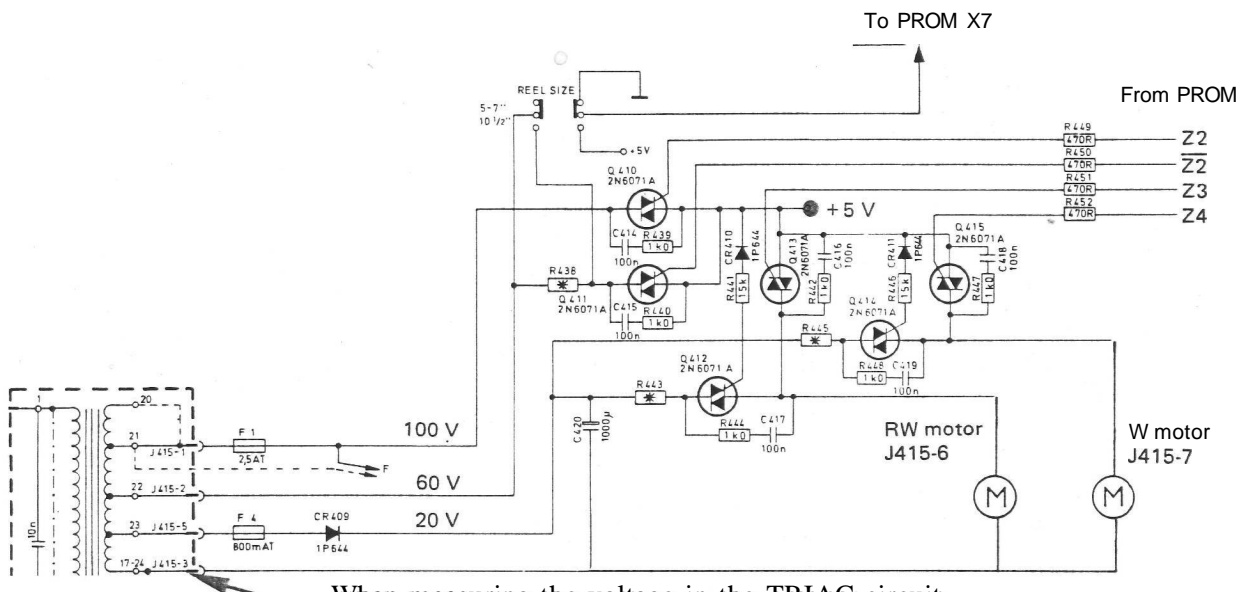 To PROM X7
From PROM
REEL SIZE
5-7"
10 1/2"
+5V
Q410
2N6071A
R449
470R
Z2
R450
470R
Z2
R451
470R
Z3
R452
470R
Z4
+5 V
C414
100n
R439
1k0
R438
Q411
2N6071A
C415
100n
R440
1k0
CR410
1P644
R441
15k
Q413
2N6071A
C416
100n
R442
1k0
CR411
1P644
R446
15k
Q415
2N6071A
C418
100n
R447
1k0
Q414
2N6071A
R445
R448
1k0
C419
100n
Q412
2N6071A
R443
R444
1k0
C417
100n
C420
1000µ
RW motor
J415-6
M
W motor
J415-7
M
1
10n
20
21
J415-1
F1
2,5AT
100 V
F
22
J415-2
60 V
23
J415-5
F4
800mAT
CR409
1P644
20 V
17-24
J415-3
When measuring the voltage in the TRIAC circuit